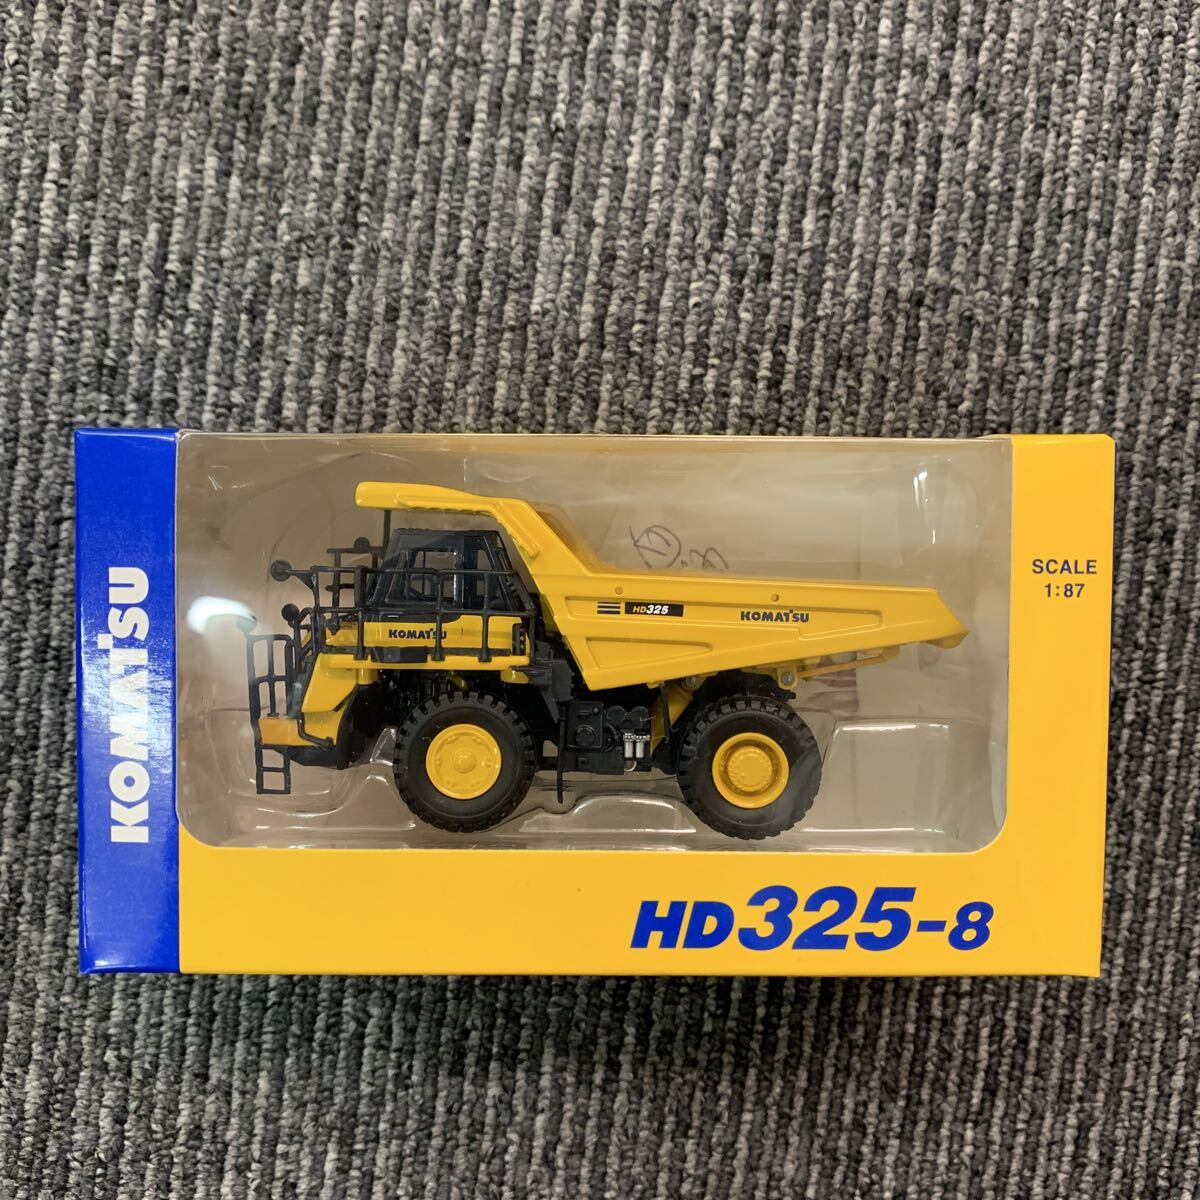 KOMATSU
SCALE
1:87
HD325
KOMATSU
KOMATSU
HD325-8